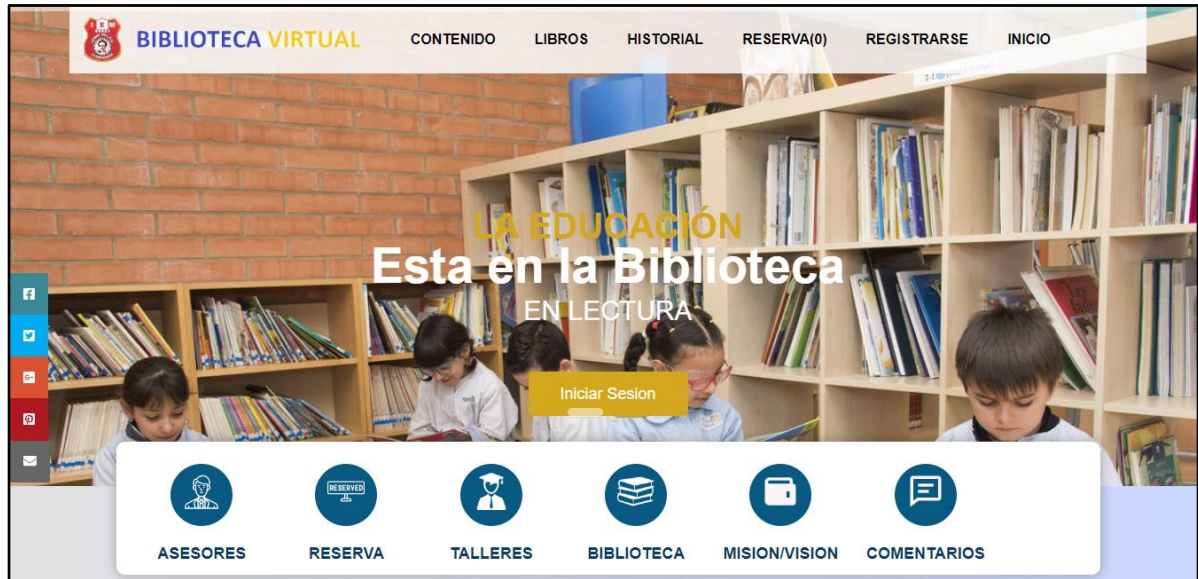 I E M
BIBLIOTECA VIRTUAL
CONTENIDO LIBROS HISTORIAL RESERVA(0) REGISTRARSE INICIO
LA EDUCACIÓN
Esta en la Biblioteca
EN LECTURA
Iniciar Sesion
RESERVED
ASESORES RESERVA TALLERES BIBLIOTECA MISION/VISION COMENTARIOS